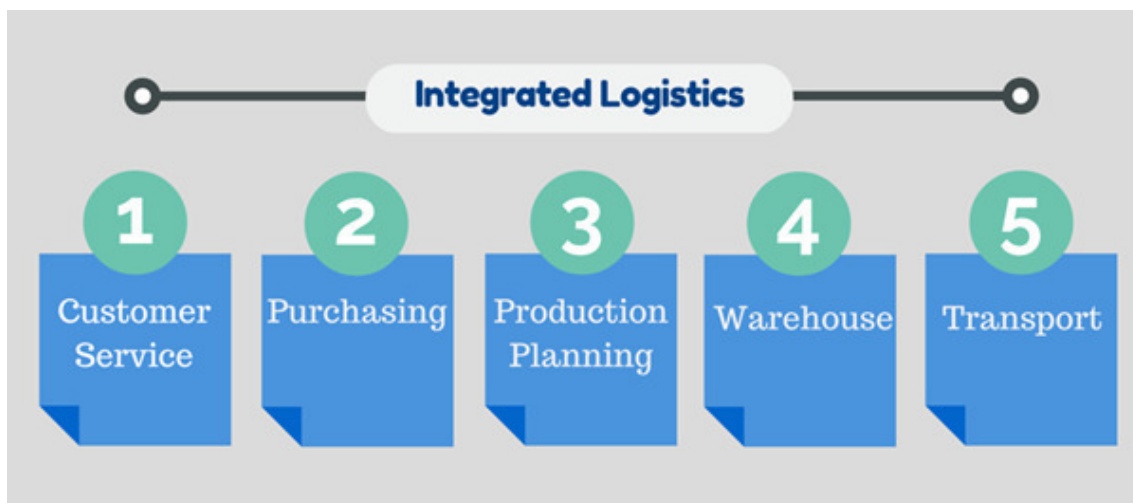 Integrated Logistics
1
2
3
4
5
Customer
Service
Purchasing
Production
Planning
Warehouse
Transport